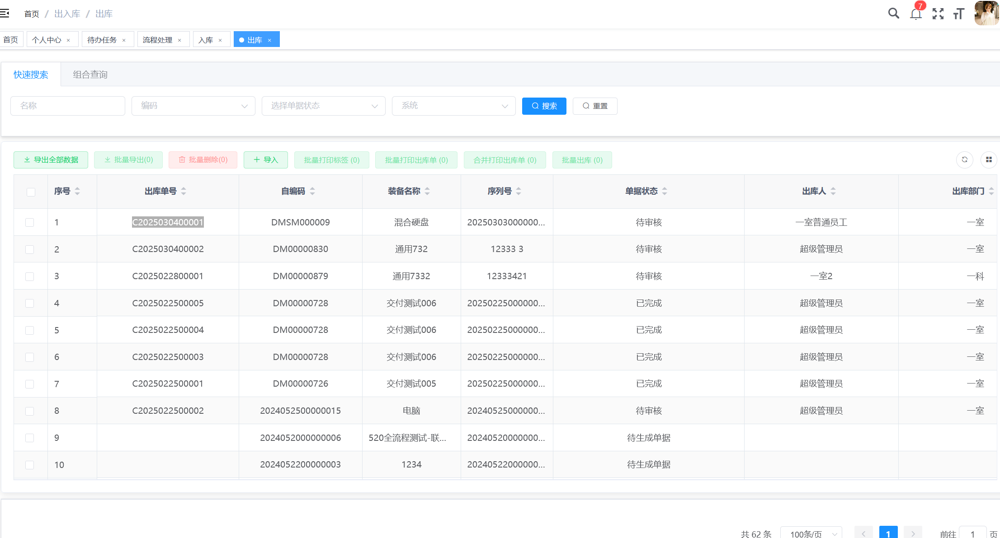 首页 / 出入库 / 出库
7
首页 个人中心 × 待办任务 × 流程处理 × 入库 × 出库 ×
快速搜索 组合查询
名称 编码 选择单据状态 系统 搜索 重置
导出全部数据 批量导出(0) 批量删除(0) 导入 批量打印标签 (0) 批量打印出库单 (0) 合并打印出库单 (0) 批量出库 (0)
序号 出库单号 自编码 装备名称 序列号 单据状态 出库人 出库部门
1 C2025030400001 DMSM000009 混合硬盘 20250303000000... 待审核 一室普通员工 一室
2 C2025030400002 DM00000830 通用732 12333 3 待审核 超级管理员 一室
3 C2025022800001 DM00000879 通用7332 12333421 待审核 一室2 一科
4 C2025022500005 DM00000728 交付测试006 20250225000000... 已完成 超级管理员 一室
5 C2025022500004 DM00000728 交付测试006 20250225000000... 已完成 超级管理员 一室
6 C2025022500003 DM00000728 交付测试006 20250225000000... 已完成 超级管理员 一室
7 C2025022500001 DM00000726 交付测试005 20250225000000... 已完成 超级管理员 一室
8 C2025022500002 2024052500000015 电脑 20240525000000... 待审核 超级管理员 一室
9 2024052000000006 520全流程测试-联... 20240520000000... 待生成单据
10 2024052200000003 1234 20240522000000... 待生成单据
共 62 条 100条/页 1 前往 1 页